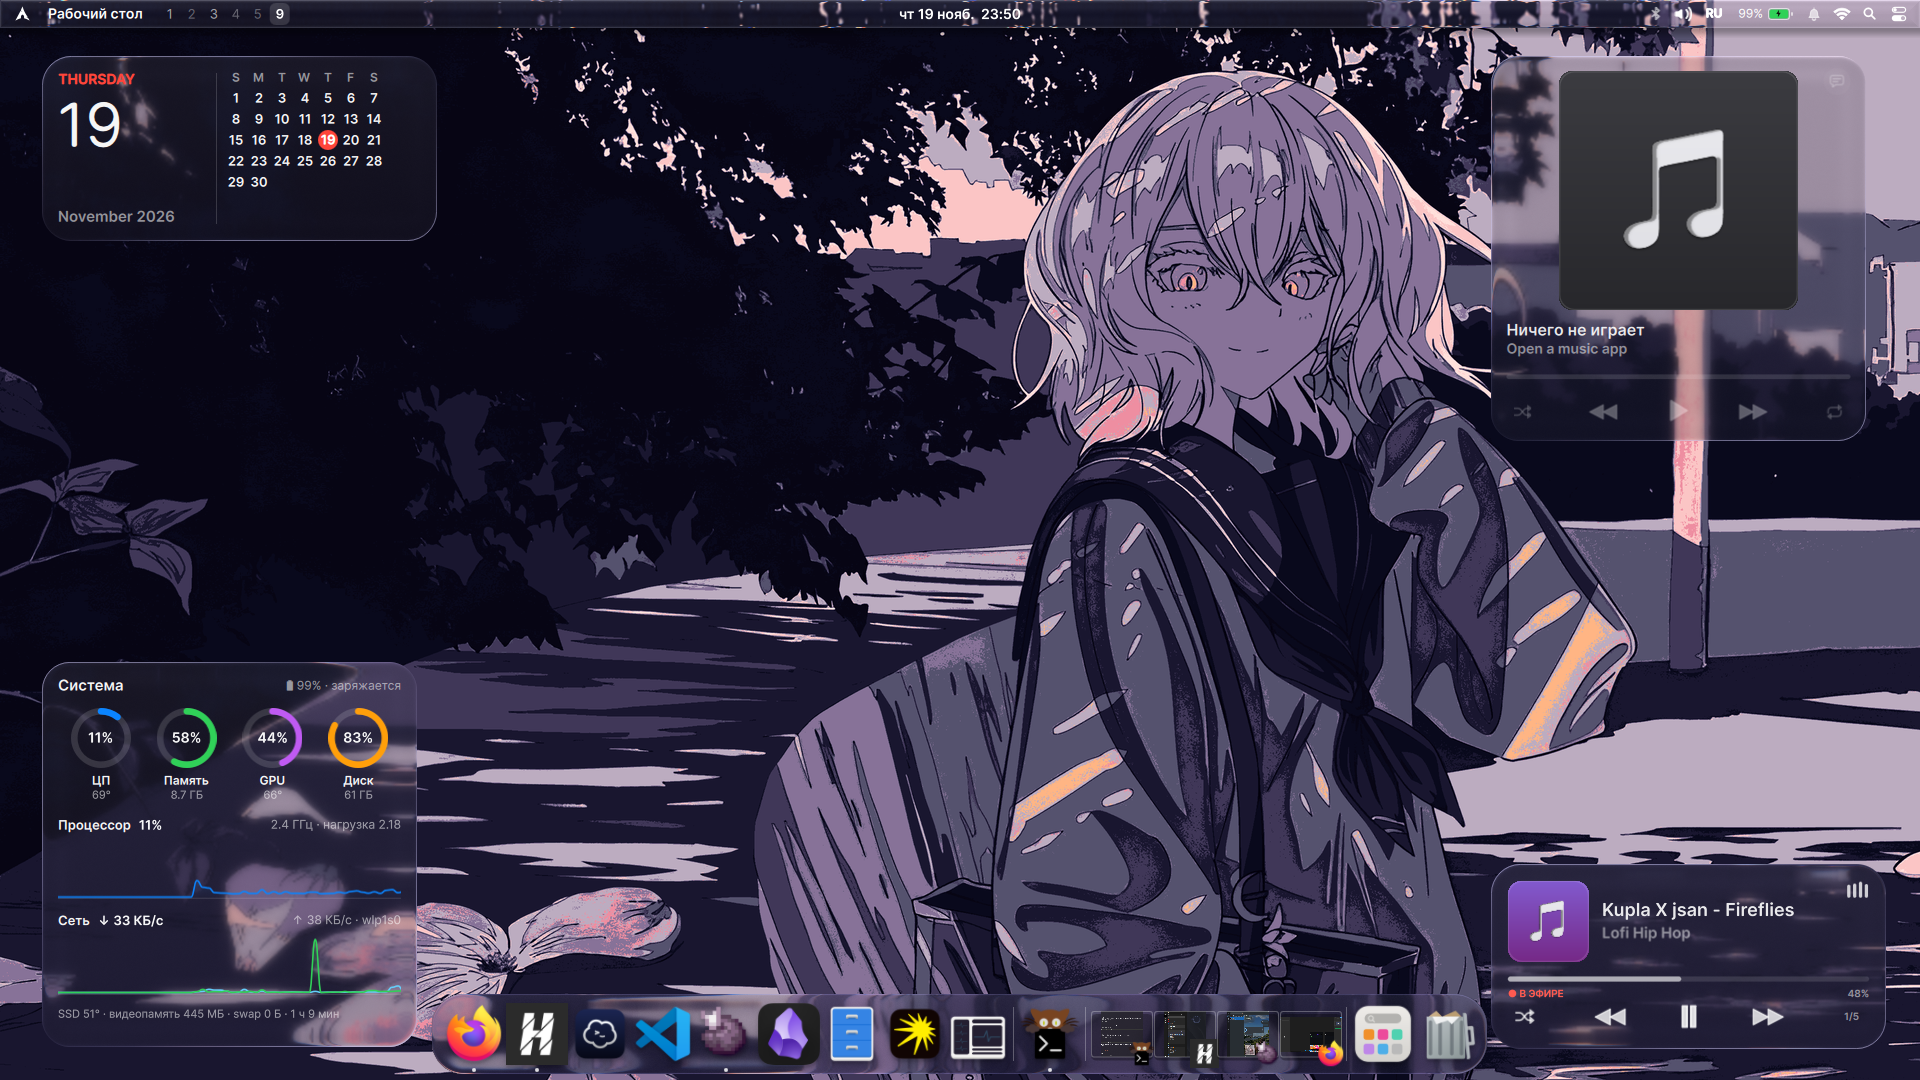 Рабочий стол 1 2 3 4 5 9
чт 19 нояб. 23:50
RU 99%
THURSDAY
19
November 2026
S M T W T F S
1 2 3 4 5 6 7
8 9 10 11 12 13 14
15 16 17 18 19 20 21
22 23 24 25 26 27 28
29 30
Ничего не играет
Open a music app
Система 99% · заряжается
11% 58% 44% 83%
ЦП Память GPU Диск
69° 8.7 ГБ 66° 61 ГБ
Процессор 11% 2.4 ГГц · нагрузка 2.18
Сеть ↓ 33 КБ/с ↑ 38 КБ/с · wlp1s0
SSD 51° · видеопамять 445 МБ · swap 0 Б · 1 ч 9 мин
Kupla X jsan - Fireflies
Lofi Hip Hop
В ЭФИРЕ 48%
1/5